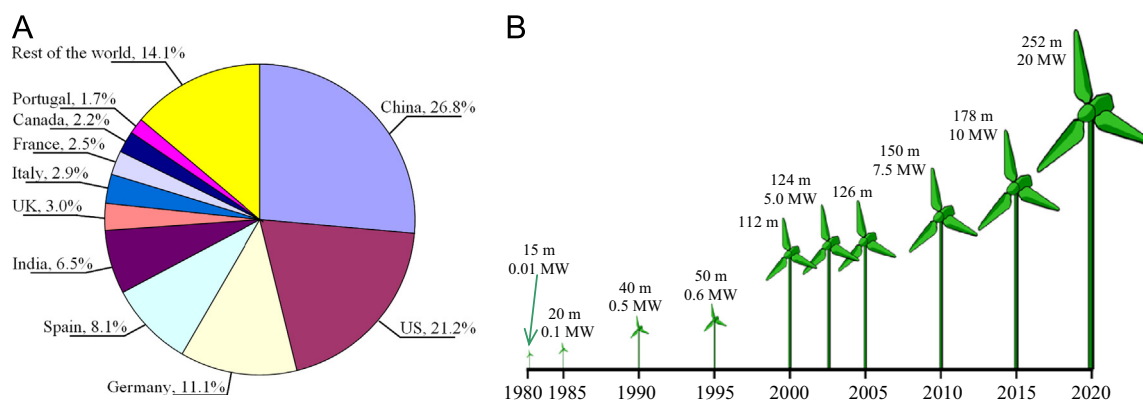 A
Rest of the world, 14.1%
Portugal, 1.7%
Canada, 2.2%
France, 2.5%
Italy, 2.9%
UK, 3.0%
India, 6.5%
Spain, 8.1%
Germany, 11.1%
US, 21.2%
China, 26.8%
B
15 m
0.01 MW
20 m
0.1 MW
40 m
0.5 MW
50 m
0.6 MW
112 m
124 m
5.0 MW
126 m
150 m
7.5 MW
178 m
10 MW
252 m
20 MW
1980 1985 1990 1995 2000 2005 2010 2015 2020